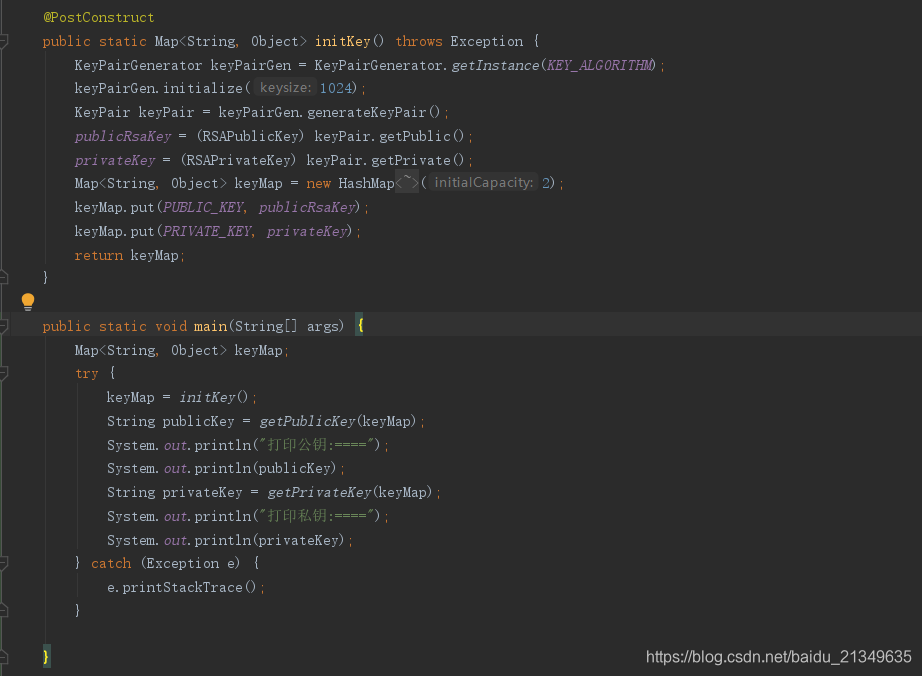 @PostConstruct
public static Map<String, Object> initKey() throws Exception {
KeyPairGenerator keyPairGen = KeyPairGenerator.getInstance(KEY_ALGORITHM);
keyPairGen.initialize( keysize: 1024);
KeyPair keyPair = keyPairGen.generateKeyPair();
publicRsaKey = (RSAPublicKey) keyPair.getPublic();
privateKey = (RSAPrivateKey) keyPair.getPrivate();
Map<String, Object> keyMap = new HashMap<~>( initialCapacity: 2);
keyMap.put(PUBLIC_KEY, publicRsaKey);
keyMap.put(PRIVATE_KEY, privateKey);
return keyMap;
}
public static void main(String[] args) {
Map<String, Object> keyMap;
try {
keyMap = initKey();
String publicKey = getPublicKey(keyMap);
System.out.println("打印公钥:====");
System.out.println(publicKey);
String privateKey = getPrivateKey(keyMap);
System.out.println("打印私钥:====");
System.out.println(privateKey);
} catch (Exception e) {
e.printStackTrace();
}
}
https://blog.csdn.net/baidu_21349635